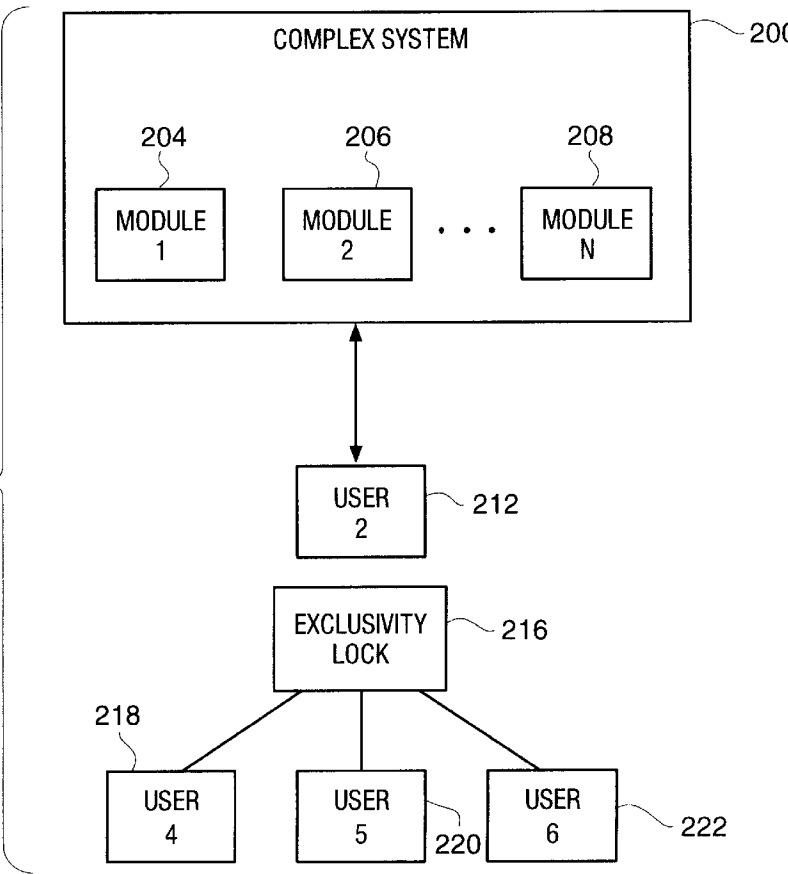 COMPLEX SYSTEM
200
204
206
208
MODULE
1
MODULE
2
. . .
MODULE
N
USER
2
212
EXCLUSIVITY
LOCK
216
218
USER
4
USER
5
220
USER
6
222